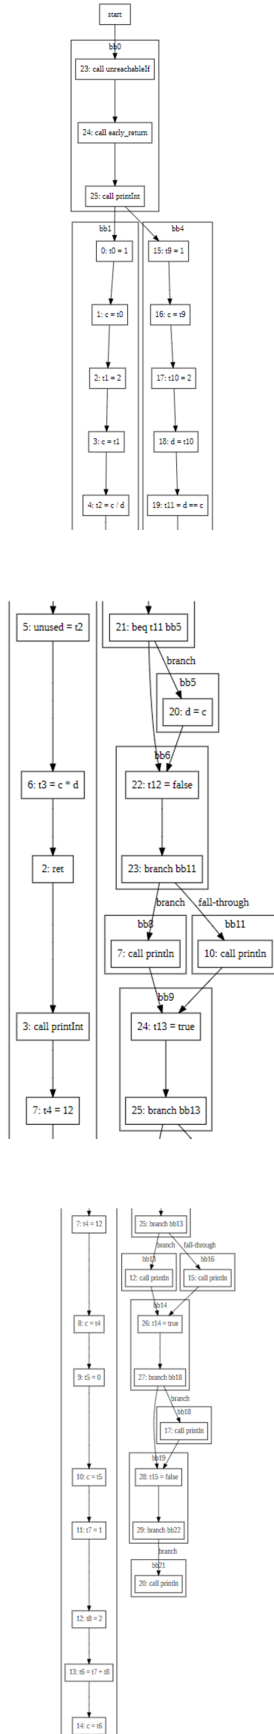 start
bb0
23: call unreachableIf
24: call early_return
25: call printInt
bb1
bb4
0: t0 = 1
15: t9 = 1
1: c = t0
16: c = t9
2: t1 = 2
17: t10 = 2
3: c = t1
18: d = t10
4: t2 = c / d
19: t11 = d == c
5: unused = t2
21: beq t11 bb5
branch
bb5
20: d = c
bb6
6: t3 = c * d
22: t12 = false
2: ret
23: branch bb11
branch
fall-through
bb8
bb11
7: call println
10: call println
bb9
3: call printInt
24: t13 = true
7: t4 = 12
25: branch bb13
7: t4 = 12
25: branch bb13
branch
fall-through
bb13
bb16
12: call println
15: call println
bb14
8: c = t4
26: t14 = true
9: t5 = 0
27: branch bb18
branch
bb18
17: call println
bb19
10: c = t5
28: t15 = false
11: t7 = 1
29: branch bb22
branch
bb21
20: call println
12: t8 = 2
13: t6 = t7 + t8
14: c = t6